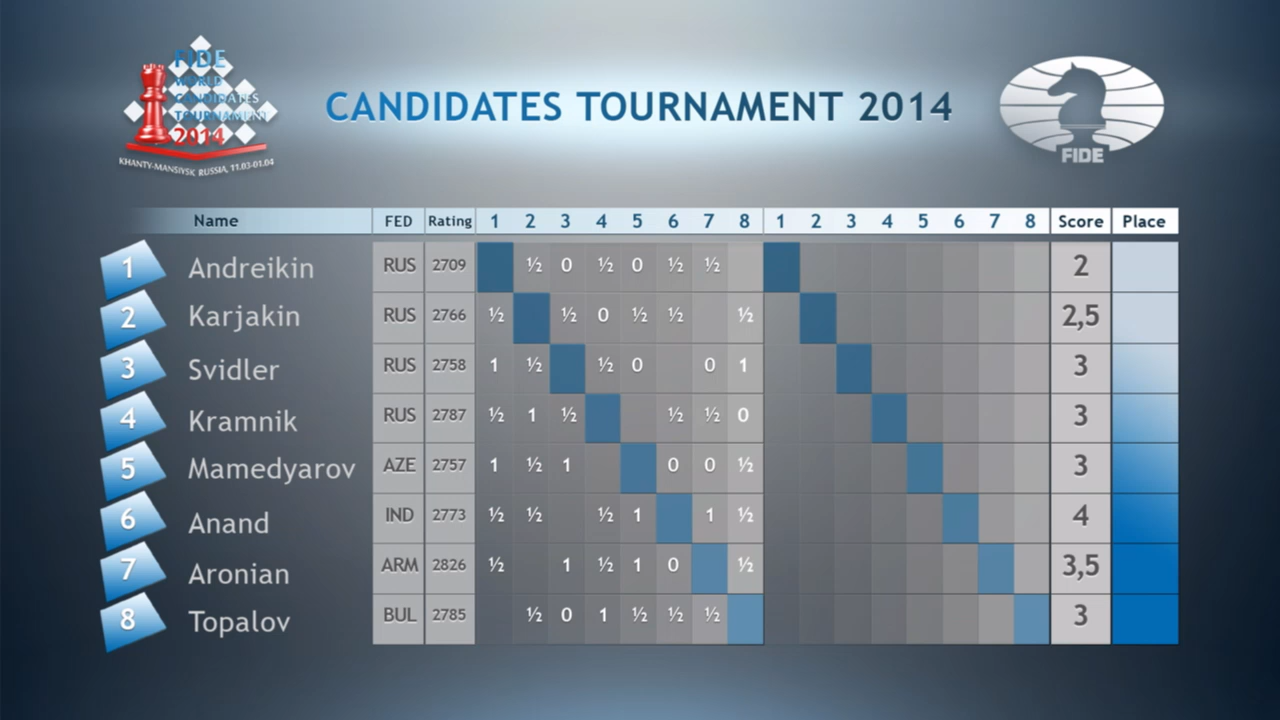 FIDE
WORLD
CANDIDATES
TOURNAMENT
2014
KHANTY-MANSIYSK RUSSIA, 11.03-01.04
CANDIDATES TOURNAMENT 2014
FIDE
Name FED Rating 1 2 3 4 5 6 7 8 1 2 3 4 5 6 7 8 Score Place
1 Andreikin RUS 2709 ½ 0 ½ 0 ½ ½ 2
2 Karjakin RUS 2766 ½ ½ 0 ½ ½ ½ 2,5
3 Svidler RUS 2758 1 ½ ½ 0 0 1 3
4 Kramnik RUS 2787 ½ 1 ½ ½ ½ 0 3
5 Mamedyarov AZE 2757 1 ½ 1 0 0 ½ 3
6 Anand IND 2773 ½ ½ ½ 1 1 ½ 4
7 Aronian ARM 2826 ½ 1 ½ 1 0 ½ 3,5
8 Topalov BUL 2785 ½ 0 1 ½ ½ ½ 3